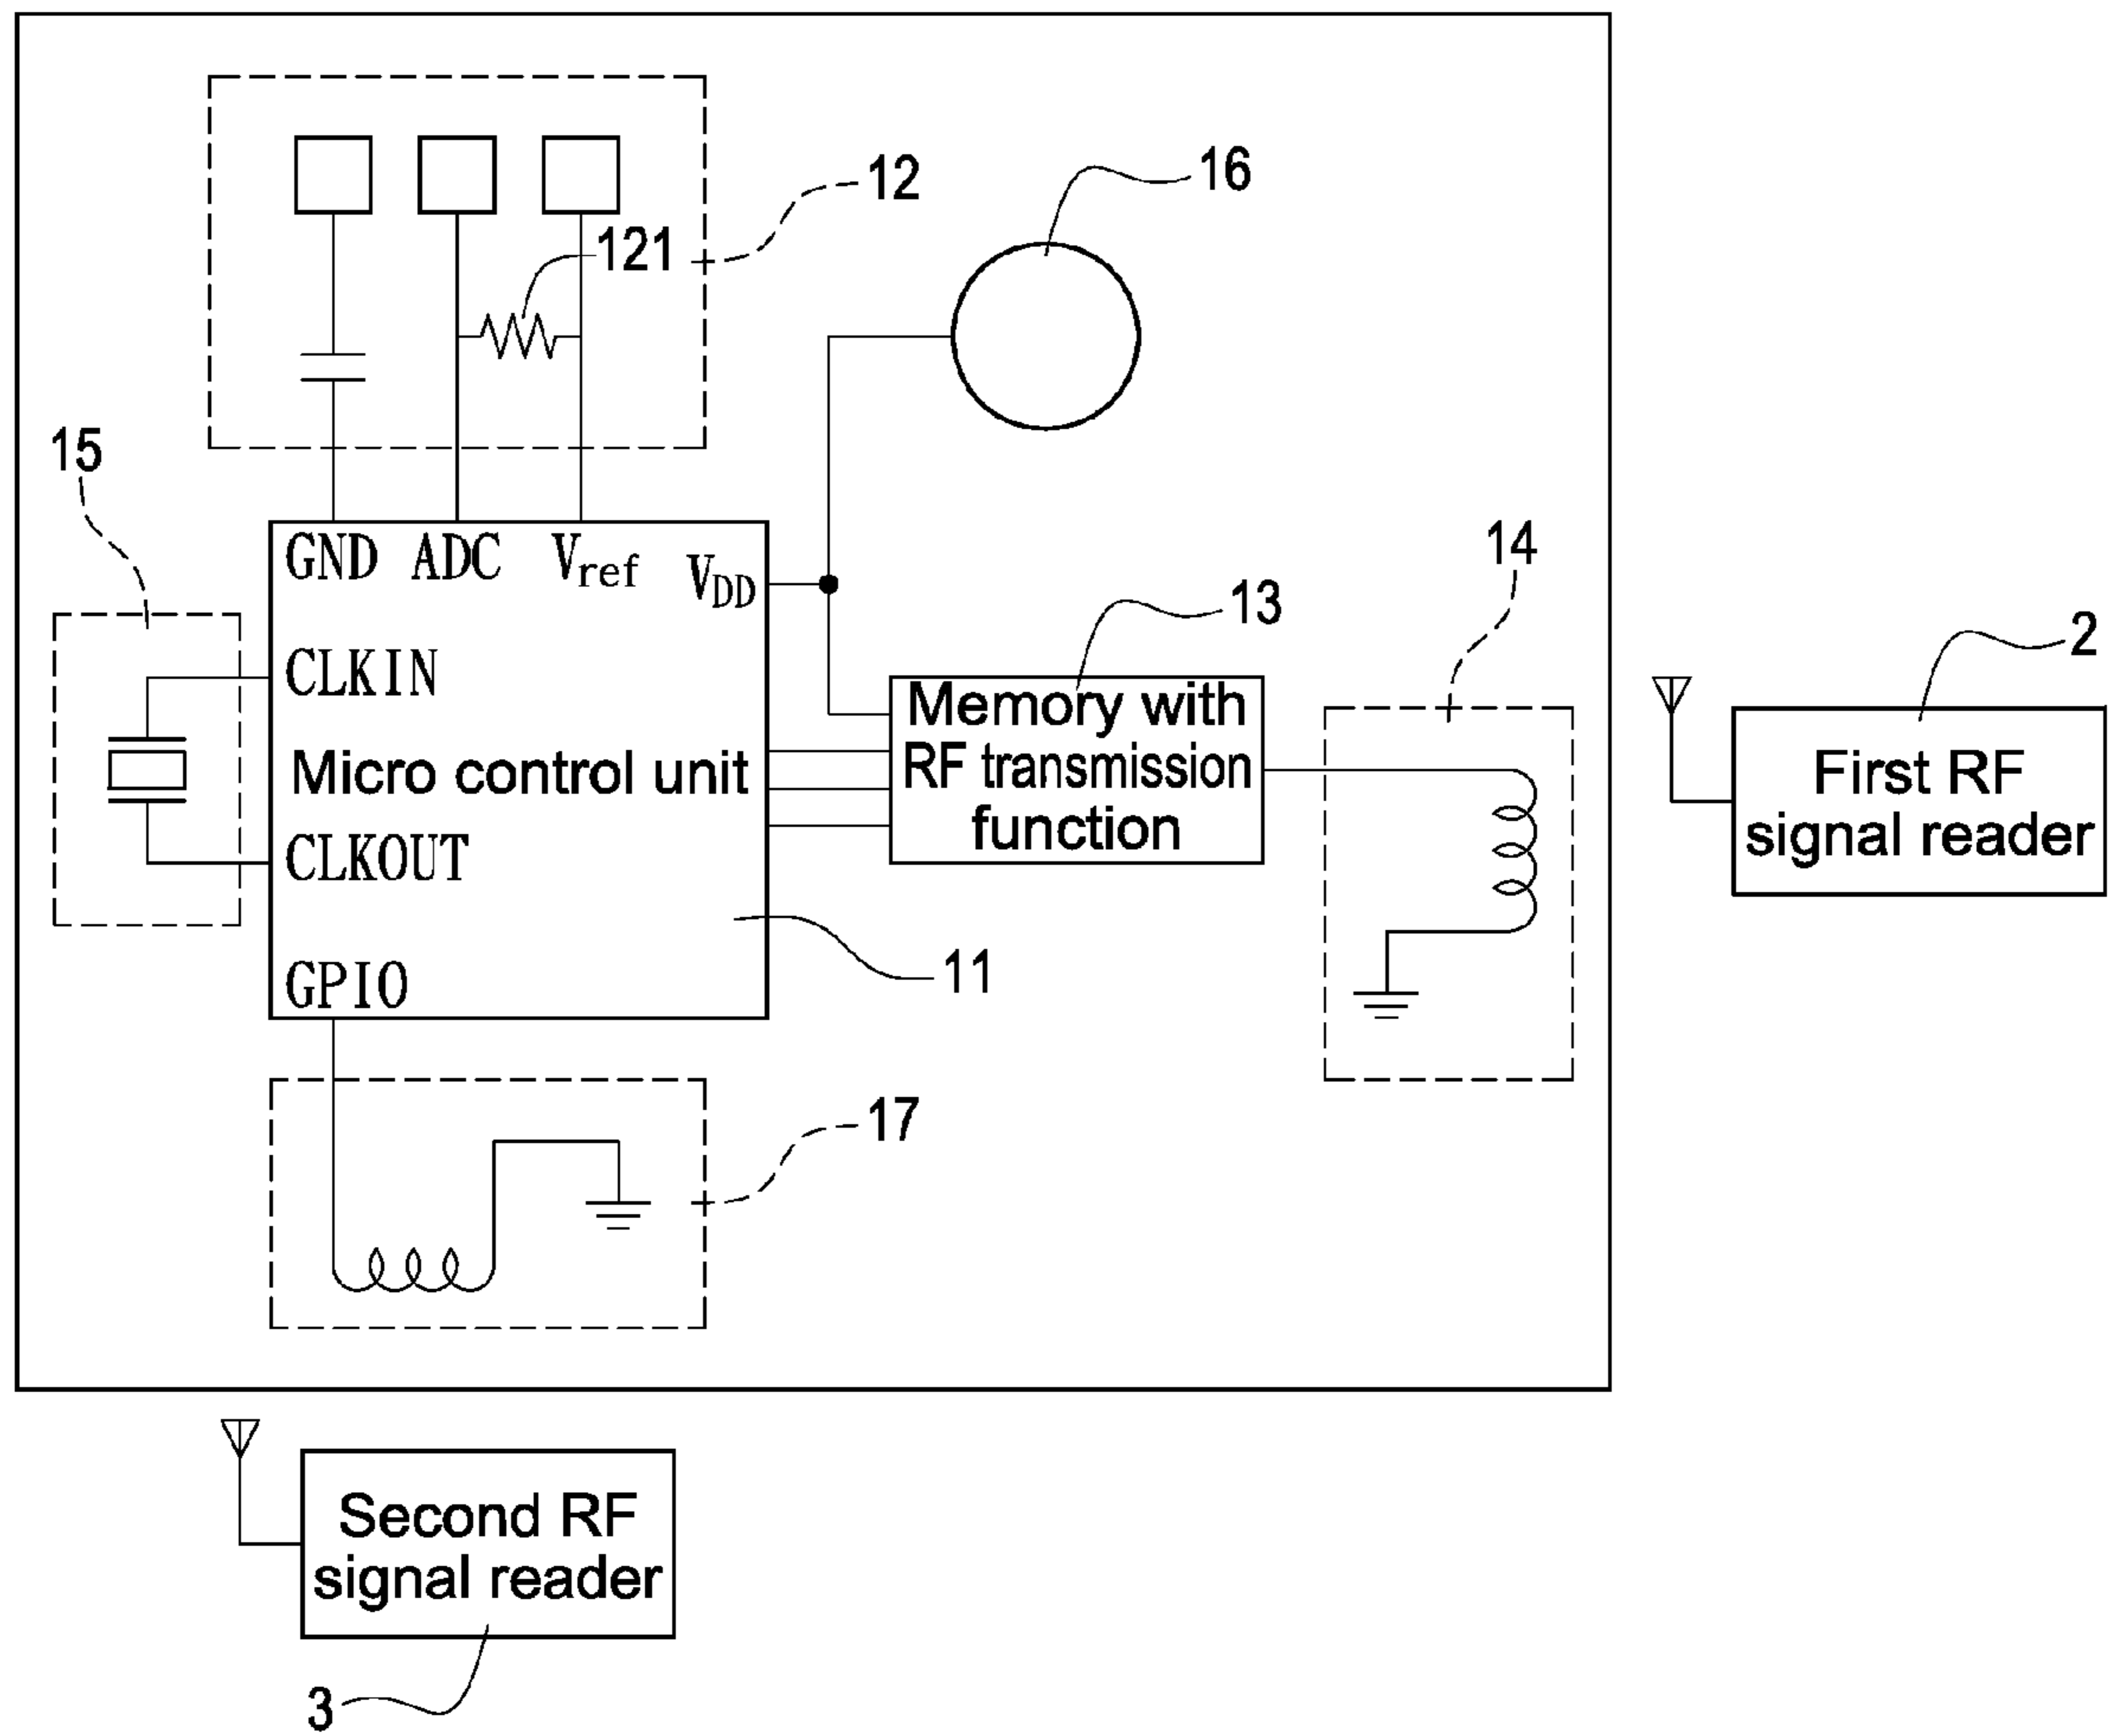 12
16
121
15
GND ADC Vref VDD
14
13
2
CLKIN
Memory with
RF transmission
function
Micro control unit
First RF
signal reader
CLKOUT
11
GPIO
17
Second RF
signal reader
3